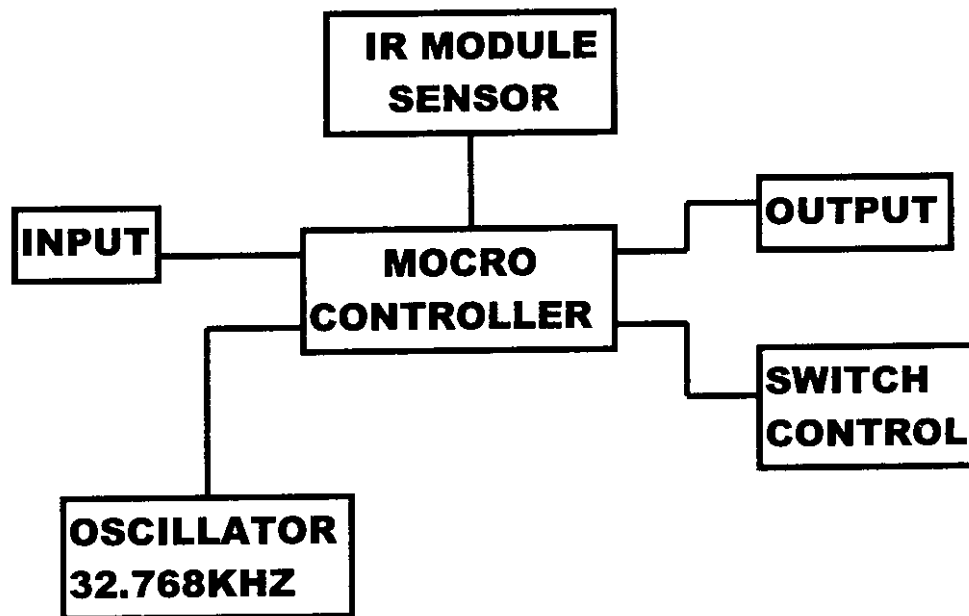 IR MODULE
SENSOR
INPUT
MOCRO
CONTROLLER
OUTPUT
SWITCH
CONTROL
OSCILLATOR
32.768KHZ